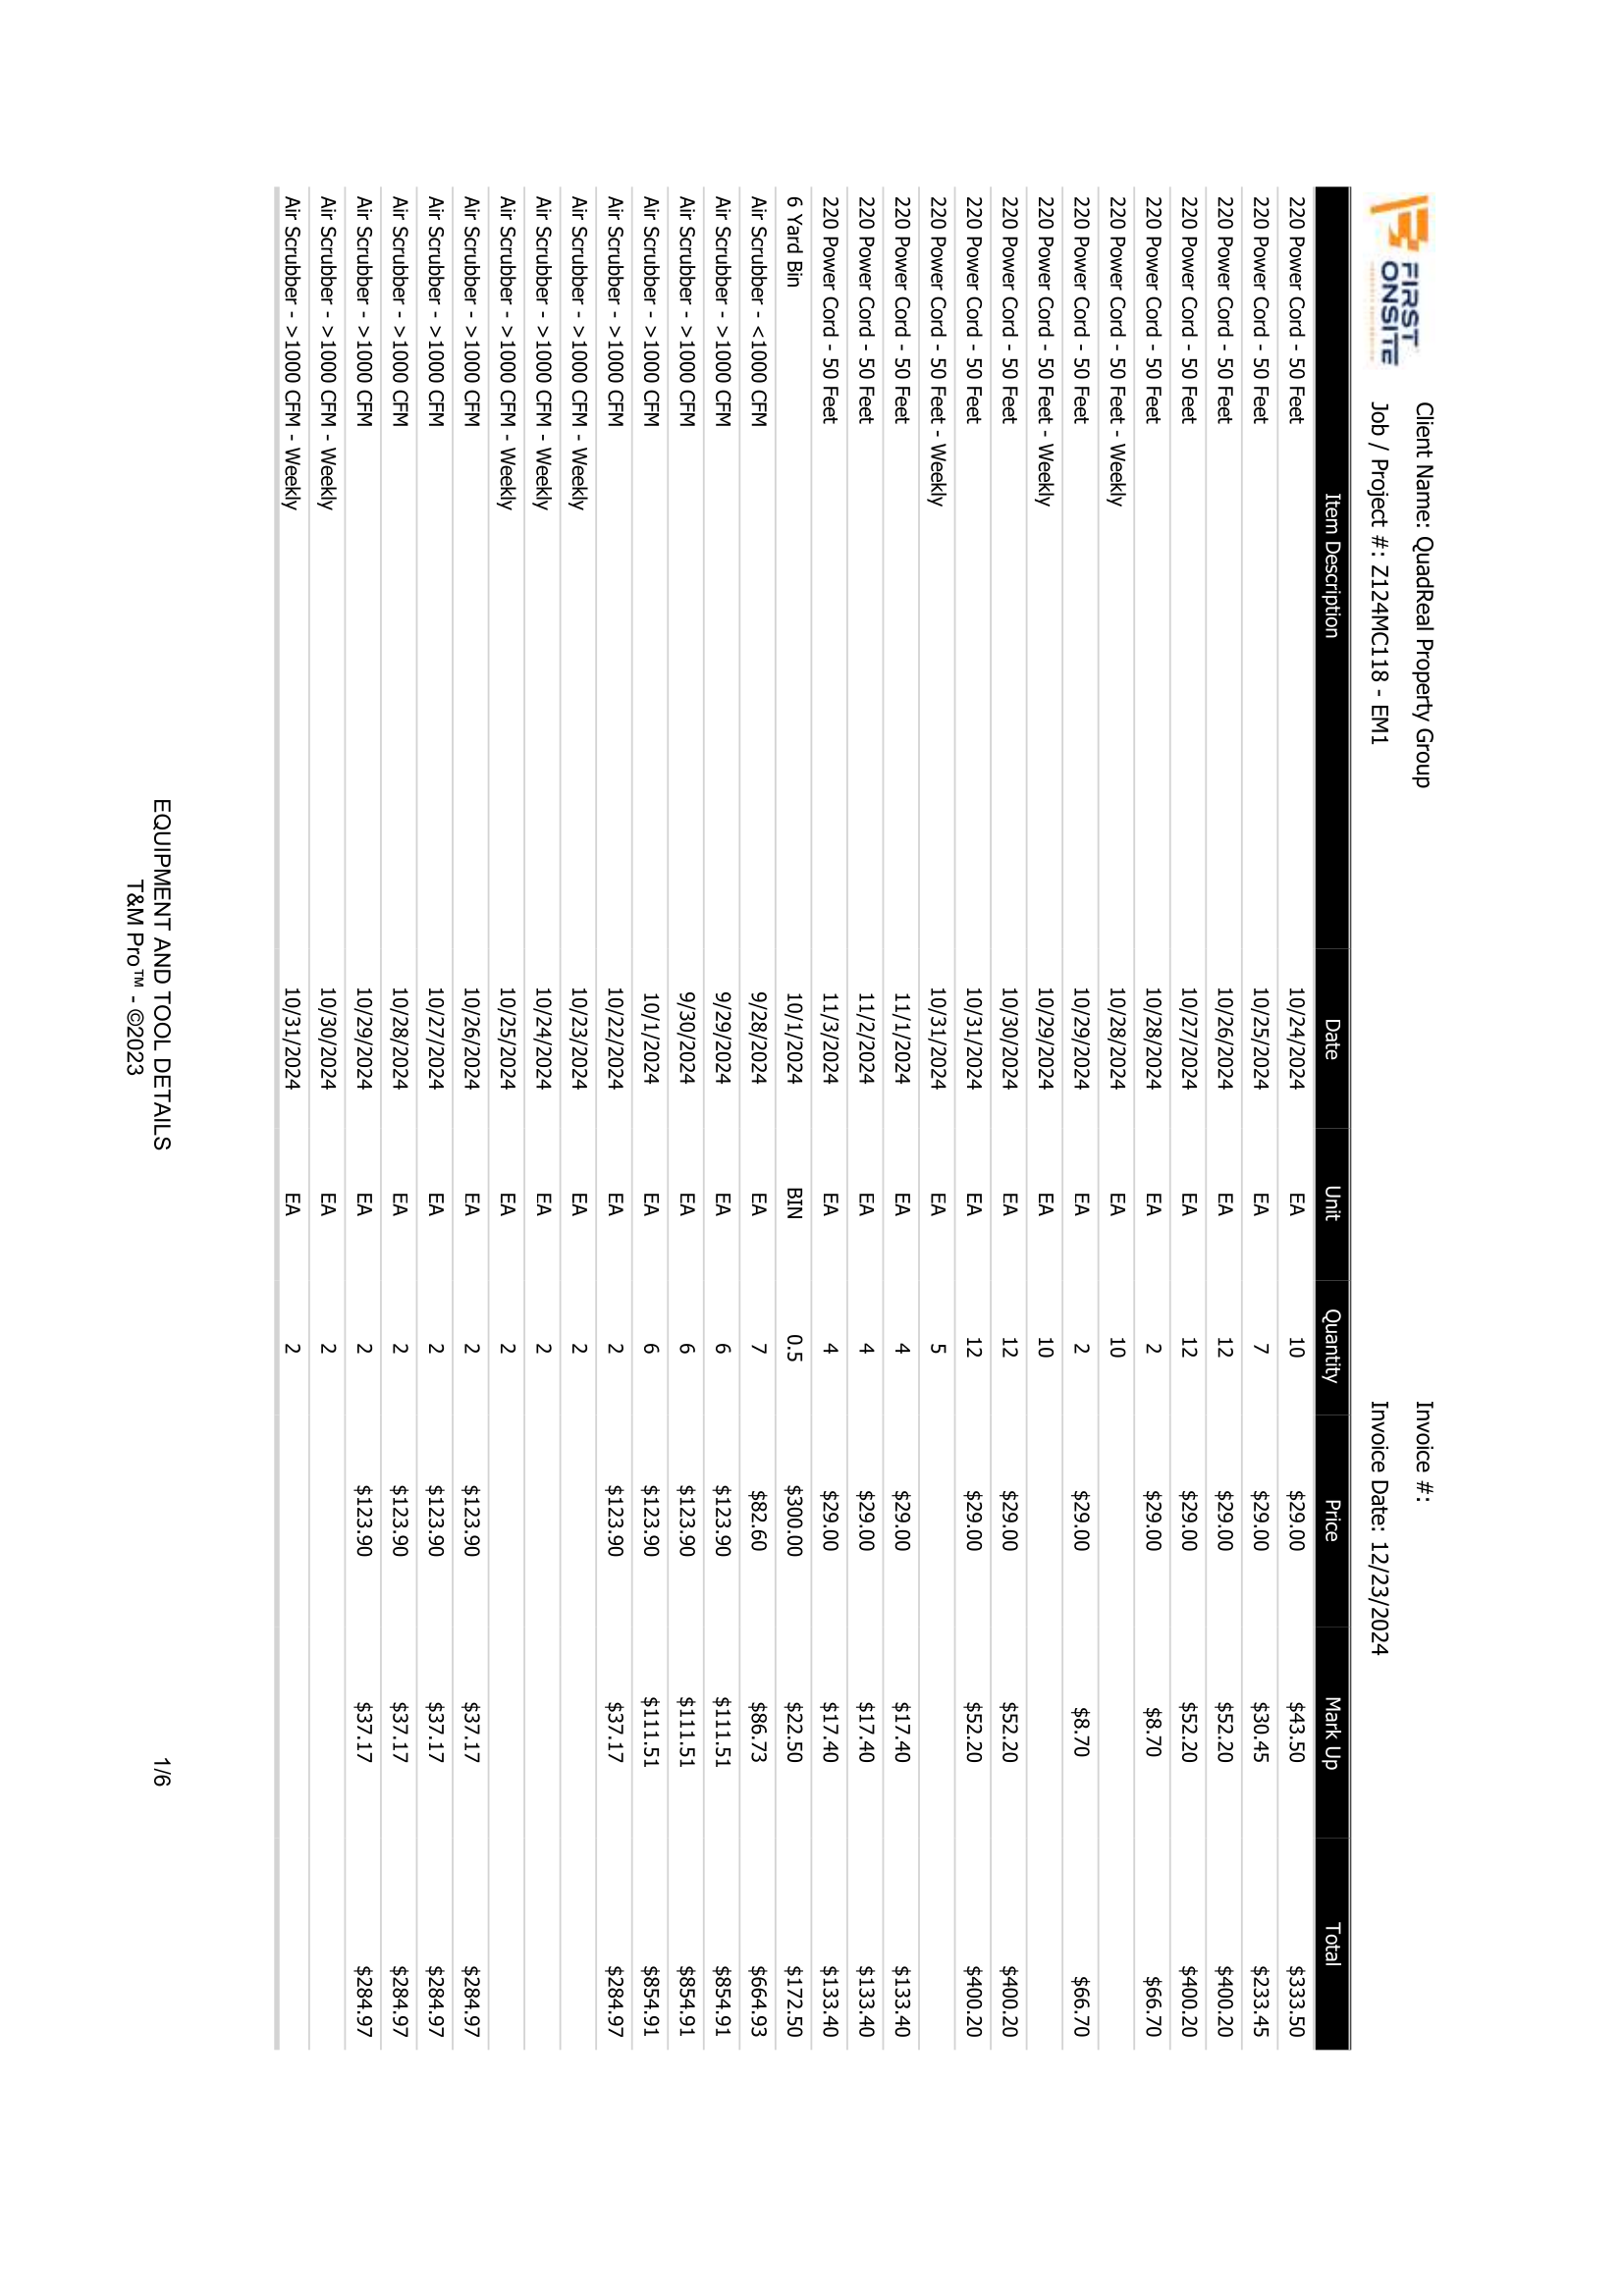 FIRST
ONSITE
Client Name: QuadReal Property Group Invoice #:
Job / Project #: Z124MC118 - EM1 Invoice Date: 12/23/2024
Item Description Date Unit Quantity Price Mark Up Total
220 Power Cord - 50 Feet 10/24/2024 EA 10 $29.00 $43.50 $333.50
220 Power Cord - 50 Feet 10/25/2024 EA 7 $29.00 $30.45 $233.45
220 Power Cord - 50 Feet 10/26/2024 EA 12 $29.00 $52.20 $400.20
220 Power Cord - 50 Feet 10/27/2024 EA 12 $29.00 $52.20 $400.20
220 Power Cord - 50 Feet 10/28/2024 EA 2 $29.00 $8.70 $66.70
220 Power Cord - 50 Feet - Weekly 10/28/2024 EA 10
220 Power Cord - 50 Feet 10/29/2024 EA 2 $29.00 $8.70 $66.70
220 Power Cord - 50 Feet - Weekly 10/29/2024 EA 10
220 Power Cord - 50 Feet 10/30/2024 EA 12 $29.00 $52.20 $400.20
220 Power Cord - 50 Feet 10/31/2024 EA 12 $29.00 $52.20 $400.20
220 Power Cord - 50 Feet - Weekly 10/31/2024 EA 5
220 Power Cord - 50 Feet 11/1/2024 EA 4 $29.00 $17.40 $133.40
220 Power Cord - 50 Feet 11/2/2024 EA 4 $29.00 $17.40 $133.40
220 Power Cord - 50 Feet 11/3/2024 EA 4 $29.00 $17.40 $133.40
6 Yard Bin 10/1/2024 BIN 0.5 $300.00 $22.50 $172.50
Air Scrubber - <1000 CFM 9/28/2024 EA 7 $82.60 $86.73 $664.93
Air Scrubber - >1000 CFM 9/29/2024 EA 6 $123.90 $111.51 $854.91
Air Scrubber - >1000 CFM 9/30/2024 EA 6 $123.90 $111.51 $854.91
Air Scrubber - >1000 CFM 10/1/2024 EA 6 $123.90 $111.51 $854.91
Air Scrubber - >1000 CFM 10/22/2024 EA 2 $123.90 $37.17 $284.97
Air Scrubber - >1000 CFM - Weekly 10/23/2024 EA 2
Air Scrubber - >1000 CFM - Weekly 10/24/2024 EA 2
Air Scrubber - >1000 CFM - Weekly 10/25/2024 EA 2
Air Scrubber - >1000 CFM 10/26/2024 EA 2 $123.90 $37.17 $284.97
Air Scrubber - >1000 CFM 10/27/2024 EA 2 $123.90 $37.17 $284.97
Air Scrubber - >1000 CFM 10/28/2024 EA 2 $123.90 $37.17 $284.97
Air Scrubber - >1000 CFM 10/29/2024 EA 2 $123.90 $37.17 $284.97
Air Scrubber - >1000 CFM - Weekly 10/30/2024 EA 2
Air Scrubber - >1000 CFM - Weekly 10/31/2024 EA 2
EQUIPMENT AND TOOL DETAILS 1/6
T&M Pro™ - ©2023